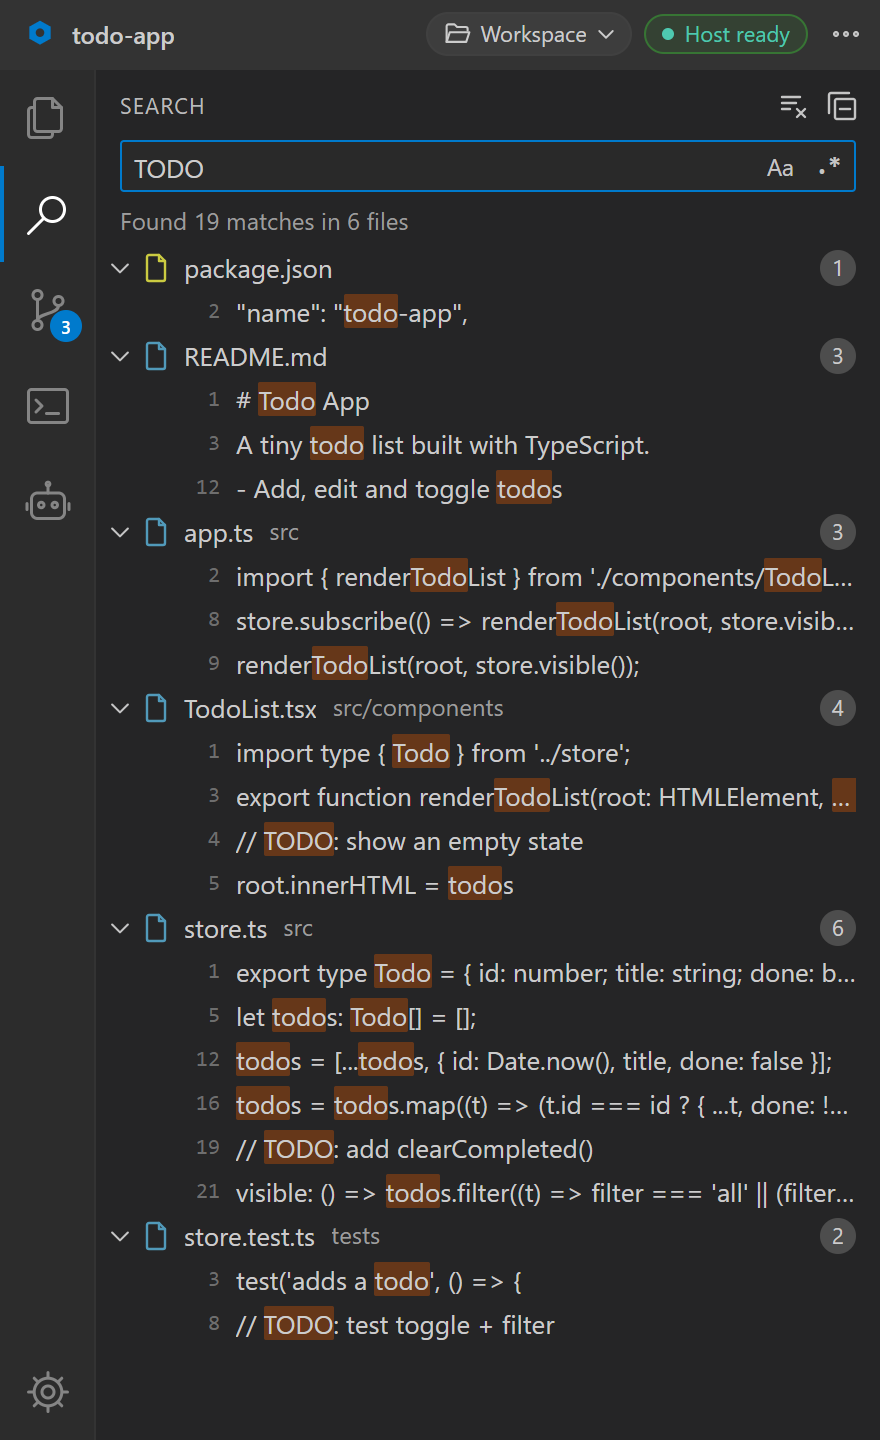 todo-app Workspace Host ready
SEARCH
TODO Aa .*
Found 19 matches in 6 files
package.json 1
2 "name": "todo-app",
README.md 3
1 # Todo App
3 A tiny todo list built with TypeScript.
12 - Add, edit and toggle todos
app.ts src 3
2 import { renderTodoList } from './components/TodoL...
8 store.subscribe(() => renderTodoList(root, store.visib...
9 renderTodoList(root, store.visible());
TodoList.tsx src/components 4
1 import type { Todo } from '../store';
3 export function renderTodoList(root: HTMLElement, ...
4 // TODO: show an empty state
5 root.innerHTML = todos
store.ts src 6
1 export type Todo = { id: number; title: string; done: b...
5 let todos: Todo[] = [];
12 todos = [...todos, { id: Date.now(), title, done: false }];
16 todos = todos.map((t) => (t.id === id ? { ...t, done: !...
19 // TODO: add clearCompleted()
21 visible: () => todos.filter((t) => filter === 'all' || (filter...
store.test.ts tests 2
3 test('adds a todo', () => {
8 // TODO: test toggle + filter
3